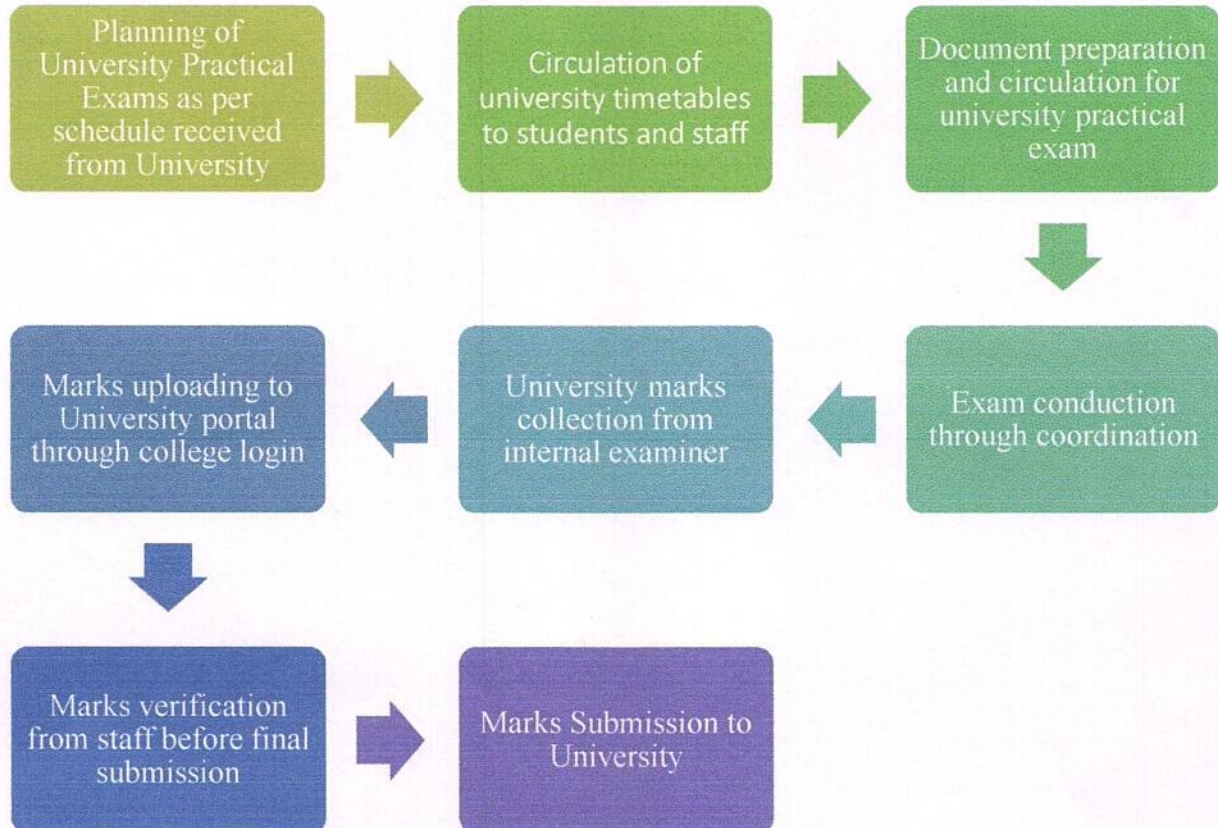 Planning of
University Practical
Exams as per
schedule received
from University
Circulation of
university timetables
to students and staff
Document preparation
and circulation for
university practical
exam
Exam conduction
through coordination
University marks
collection from
internal examiner
Marks uploading to
University portal
through college login
Marks verification
from staff before final
submission
Marks Submission to
University